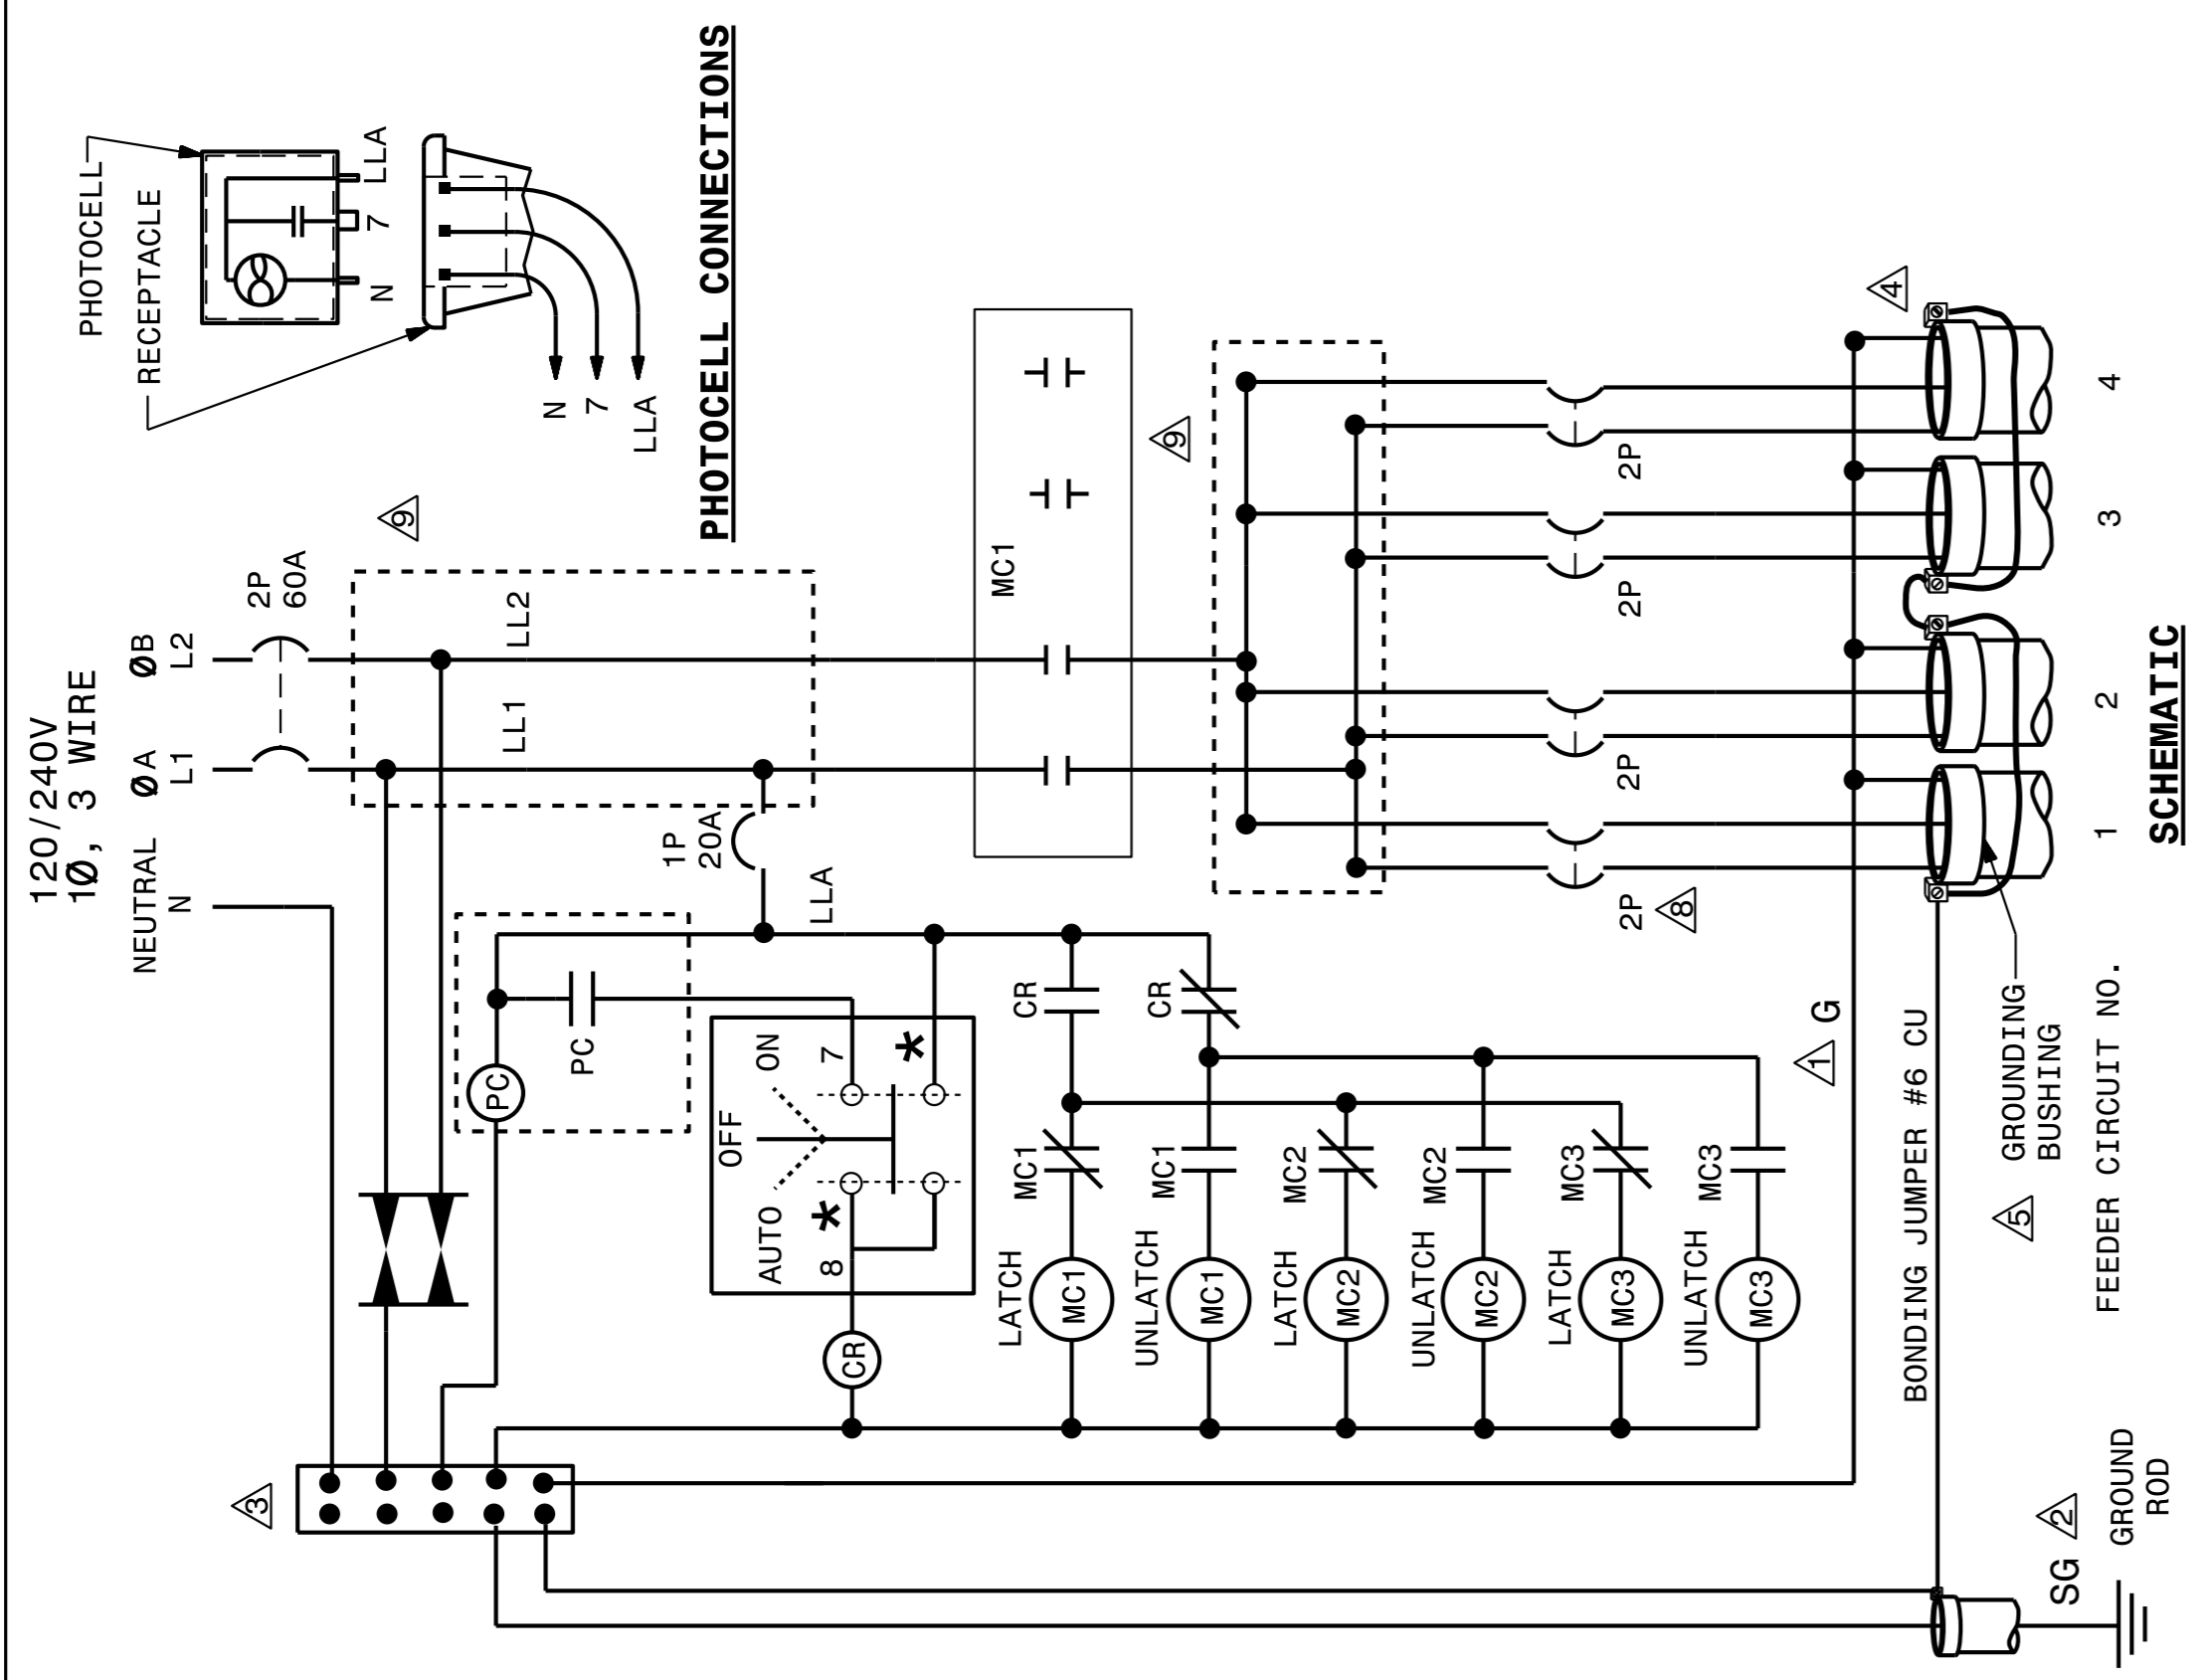 120/240V
1Ø, 3 WIRE
NEUTRAL
N
ØA
L1
ØB
L2
2P
60A
9
LL1
LL2
PHOTOCELL
RECEPTACLE
N
7
LLA
N
7
LLA
PHOTOCELL CONNECTIONS
1P
20A
LLA
PC
PC
MC1
9
OFF
AUTO
ON
8
*
7
*
CR
CR
CR
LATCH
MC1
MC1
UNLATCH
MC1
MC1
LATCH
MC2
MC2
UNLATCH
MC2
MC2
LATCH
MC3
MC3
UNLATCH
MC3
MC3
2P
8
2P
2P
2P
3
1
G
4
BONDING JUMPER #6 CU
5
GROUNDING
BUSHING
SG
2
GROUND
ROD
FEEDER CIRCUIT NO.
1
2
3
4
SCHEMATIC